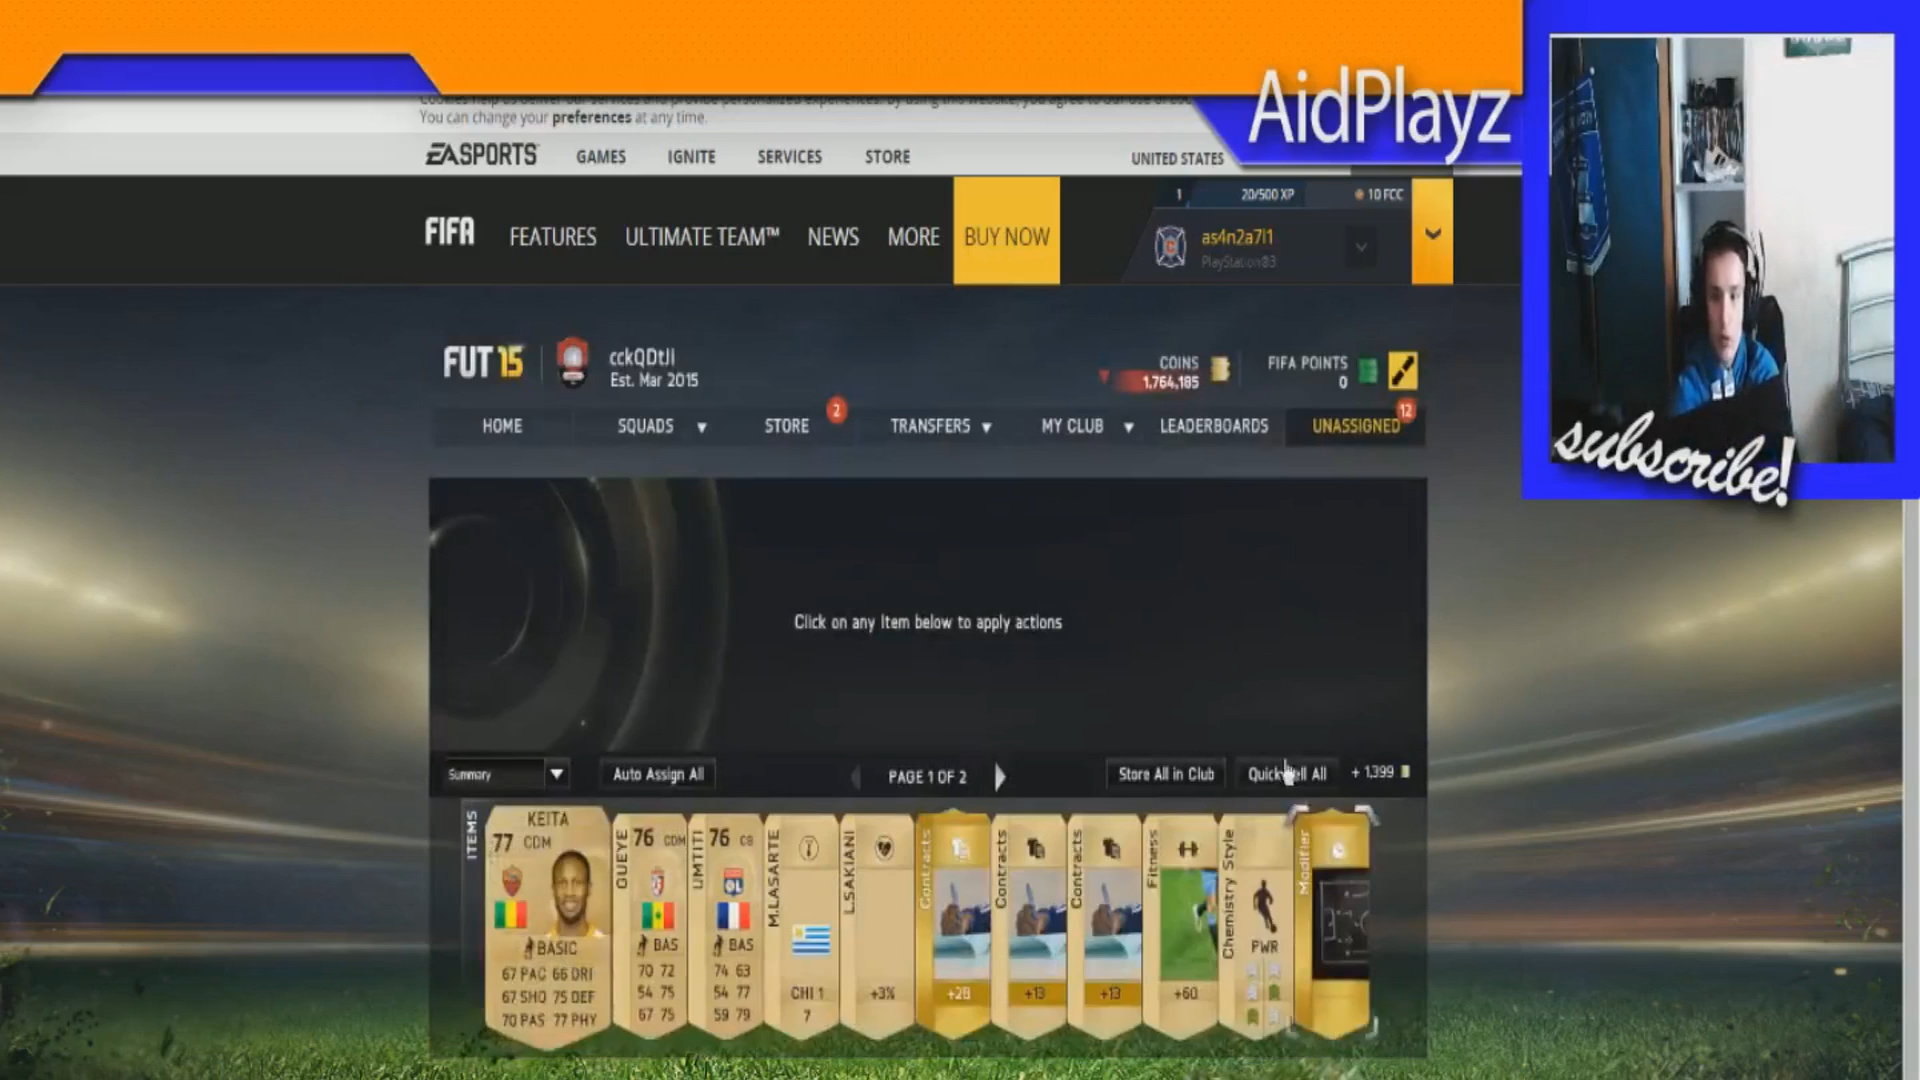 AidPlayz
You can change your preferences at any time.
EA SPORTS GAMES IGNITE SERVICES STORE UNITED STATES
1 20/500 XP 10 FCC
FIFA FEATURES ULTIMATE TEAM™ NEWS MORE BUY NOW as4n2a7l1
PlayStation®3
FUT 15 cckQDtJI COINS FIFA POINTS
Est. Mar 2015 1,764,185 0
2 12
HOME SQUADS STORE TRANSFERS MY CLUB LEADERBOARDS UNASSIGNED
subscribe!
Click on any item below to apply actions
Summary Auto Assign All PAGE 1 OF 2 Store All in Club Quick Sell All + 1,399
ITEMS
KEITA
77 CDM
BASIC
67 PAC 66 DRI
67 SHO 75 DEF
70 PAS 77 PHY
GUEYE
76 CDM
BAS
70 72
54 75
67 75
UMTITI
76 CB
BAS
74 63
54 77
59 79
M.LASARTE
CHI 1
7
L.SAKIANI
+3%
Contracts
+28
Contracts
+13
Contracts
+13
Fitness
+60
Chemistry Style
PWR
Modifier